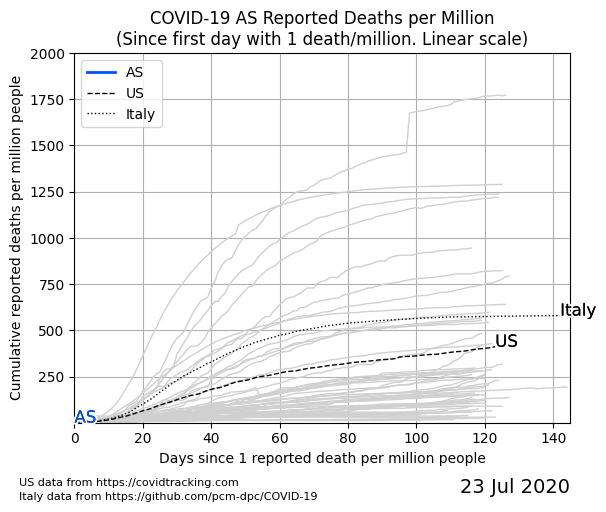 COVID-19 AS Reported Deaths per Million
(Since first day with 1 death/million. Linear scale)
Cumulative reported deaths per million people
2000
1750
1500
1250
1000
750
500
250
AS
US
Italy
Italy
US
AS
0 20 40 60 80 100 120 140
Days since 1 reported death per million people
US data from https://covidtracking.com
Italy data from https://github.com/pcm-dpc/COVID-19
23 Jul 2020